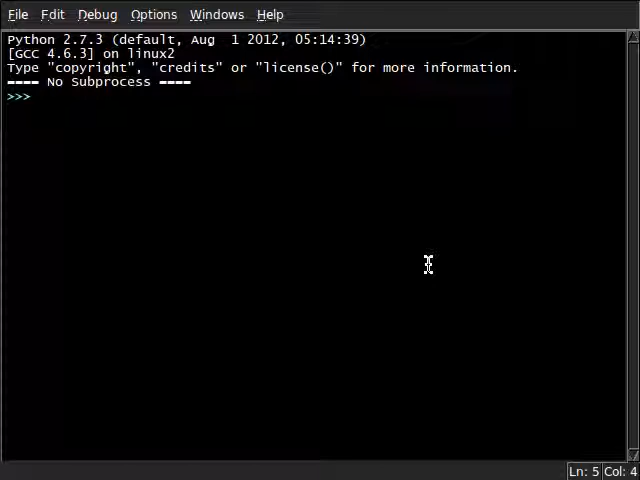 File Edit Debug Options Windows Help
Python 2.7.3 (default, Aug  1 2012, 05:14:39)
[GCC 4.6.3] on linux2
Type "copyright", "credits" or "license()" for more information.
==== No Subprocess ====
>>>
Ln: 5 Col: 4